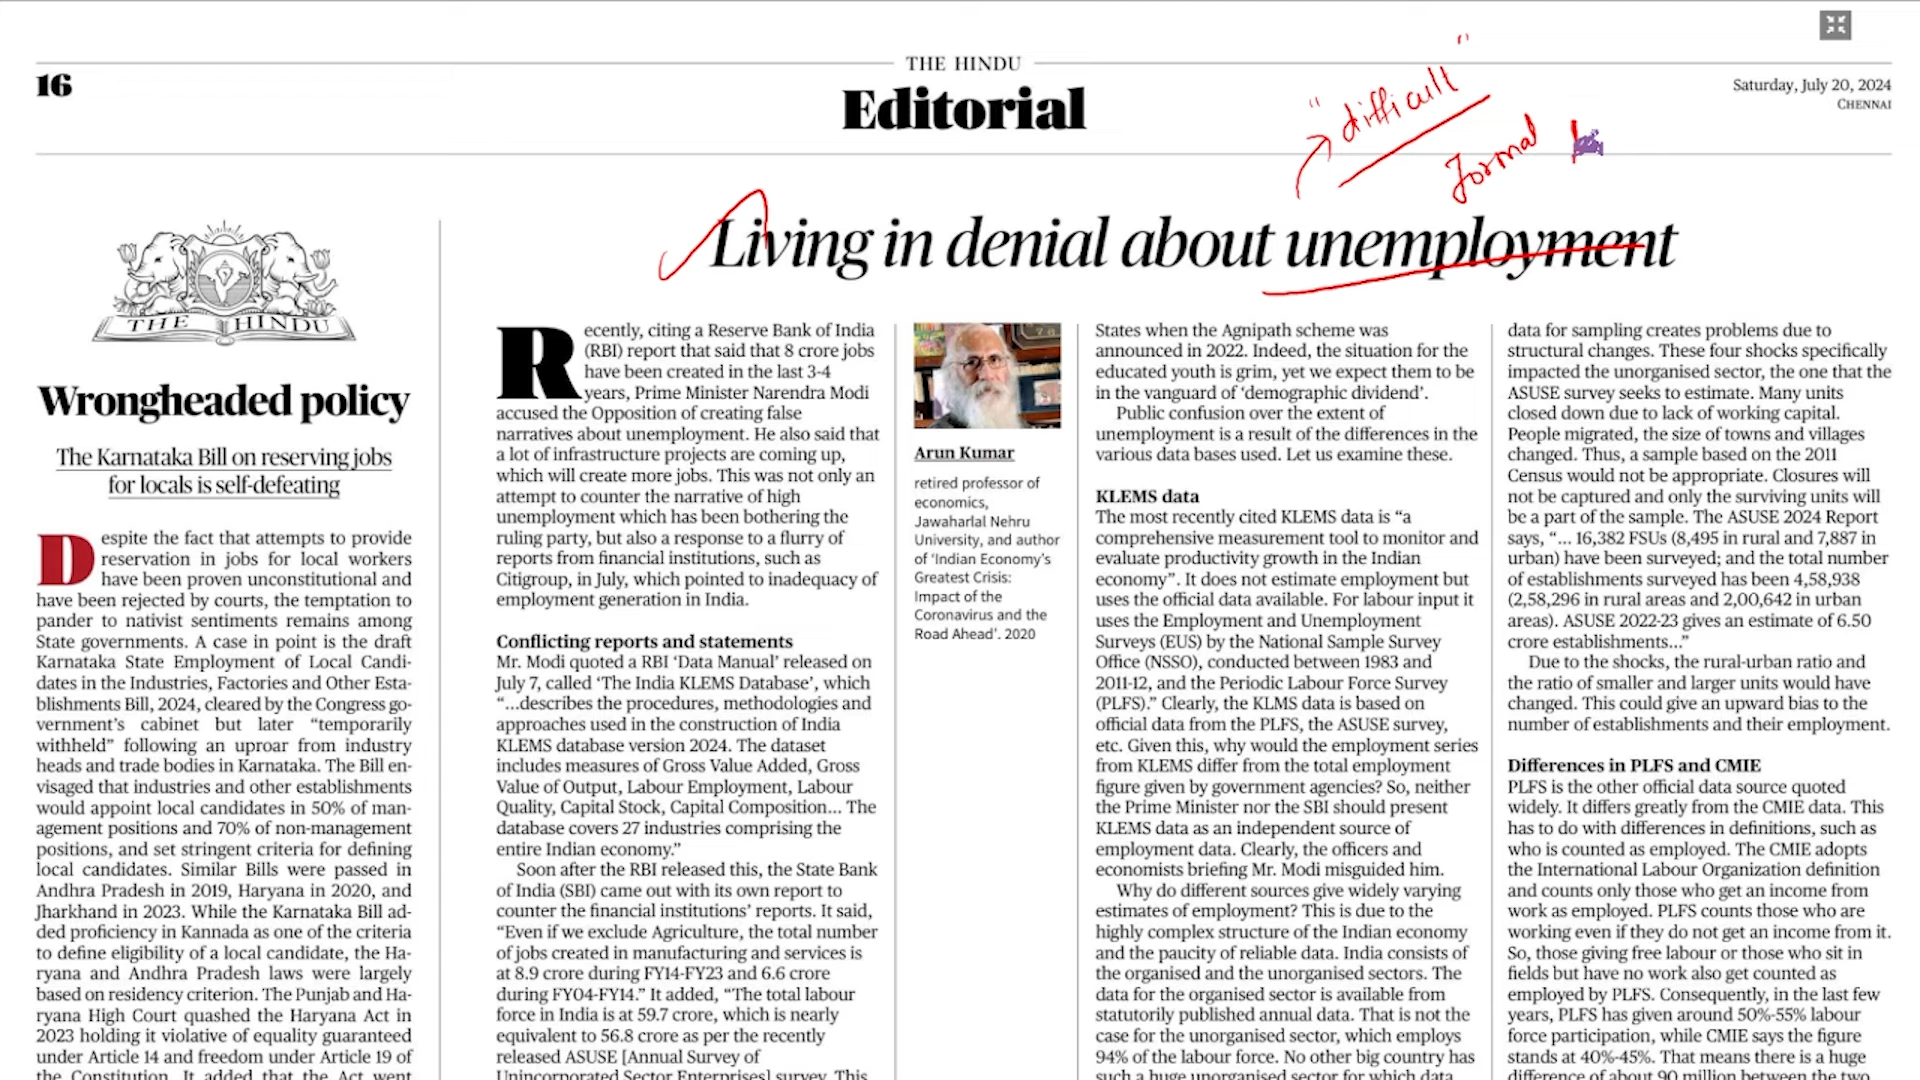 THE HINDU
16
Editorial
Saturday, July 20, 2024
CHENNAI
"difficult"
Formal
THE HINDU
Wrongheaded policy
The Karnataka Bill on reserving jobs
for locals is self-defeating
Despite the fact that attempts to provide
reservation in jobs for local workers
have been proven unconstitutional and
have been rejected by courts, the temptation to
pander to nativist sentiments remains among
State governments. A case in point is the draft
Karnataka State Employment of Local Candi-
dates in the Industries, Factories and Other Esta-
blishments Bill, 2024, cleared by the Congress go-
vernment's cabinet but later “temporarily
withheld” following an uproar from industry
heads and trade bodies in Karnataka. The Bill en-
visaged that industries and other establishments
would appoint local candidates in 50% of man-
agement positions and 70% of non-management
positions, and set stringent criteria for defining
local candidates. Similar Bills were passed in
Andhra Pradesh in 2019, Haryana in 2020, and
Jharkhand in 2023. While the Karnataka Bill ad-
ded proficiency in Kannada as one of the criteria
to define eligibility of a local candidate, the Ha-
ryana and Andhra Pradesh laws were largely
based on residency criterion. The Punjab and Ha-
ryana High Court quashed the Haryana Act in
2023 holding it violative of equality guaranteed
under Article 14 and freedom under Article 19 of
the Constitution. It added that the Act went
Living in denial about unemployment
Recently, citing a Reserve Bank of India
(RBI) report that said that 8 crore jobs
have been created in the last 3-4
years, Prime Minister Narendra Modi
accused the Opposition of creating false
narratives about unemployment. He also said that
a lot of infrastructure projects are coming up,
which will create more jobs. This was not only an
attempt to counter the narrative of high
unemployment which has been bothering the
ruling party, but also a response to a flurry of
reports from financial institutions, such as
Citigroup, in July, which pointed to inadequacy of
employment generation in India.
Conflicting reports and statements
Mr. Modi quoted a RBI ‘Data Manual’ released on
July 7, called ‘The India KLEMS Database’, which
“...describes the procedures, methodologies and
approaches used in the construction of India
KLEMS database version 2024. The dataset
includes measures of Gross Value Added, Gross
Value of Output, Labour Employment, Labour
Quality, Capital Stock, Capital Composition... The
database covers 27 industries comprising the
entire Indian economy.”
Soon after the RBI released this, the State Bank
of India (SBI) came out with its own report to
counter the financial institutions’ reports. It said,
“Even if we exclude Agriculture, the total number
of jobs created in manufacturing and services is
at 8.9 crore during FY14-FY23 and 6.6 crore
during FY04-FY14.” It added, “The total labour
force in India is at 59.7 crore, which is nearly
equivalent to 56.8 crore as per the recently
released ASUSE [Annual Survey of
Unincorporated Sector Enterprises] survey. This
Arun Kumar
retired professor of
economics,
Jawaharlal Nehru
University, and author
of ‘Indian Economy’s
Greatest Crisis:
Impact of the
Coronavirus and the
Road Ahead’. 2020
States when the Agnipath scheme was
announced in 2022. Indeed, the situation for the
educated youth is grim, yet we expect them to be
in the vanguard of ‘demographic dividend’.
Public confusion over the extent of
unemployment is a result of the differences in the
various data bases used. Let us examine these.
KLEMS data
The most recently cited KLEMS data is “a
comprehensive measurement tool to monitor and
evaluate productivity growth in the Indian
economy”. It does not estimate employment but
uses the official data available. For labour input it
uses the Employment and Unemployment
Surveys (EUS) by the National Sample Survey
Office (NSSO), conducted between 1983 and
2011-12, and the Periodic Labour Force Survey
(PLFS).” Clearly, the KLMS data is based on
official data from the PLFS, the ASUSE survey,
etc. Given this, why would the employment series
from KLEMS differ from the total employment
figure given by government agencies? So, neither
the Prime Minister nor the SBI should present
KLEMS data as an independent source of
employment data. Clearly, the officers and
economists briefing Mr. Modi misguided him.
Why do different sources give widely varying
estimates of employment? This is due to the
highly complex structure of the Indian economy
and the paucity of reliable data. India consists of
the organised and the unorganised sectors. The
data for the organised sector is available from
statutorily published annual data. That is not the
case for the unorganised sector, which employs
94% of the labour force. No other big country has
such a huge unorganised sector for which data
data for sampling creates problems due to
structural changes. These four shocks specifically
impacted the unorganised sector, the one that the
ASUSE survey seeks to estimate. Many units
closed down due to lack of working capital.
People migrated, the size of towns and villages
changed. Thus, a sample based on the 2011
Census would not be appropriate. Closures will
not be captured and only the surviving units will
be a part of the sample. The ASUSE 2024 Report
says, “... 16,382 FSUs (8,495 in rural and 7,887 in
urban) have been surveyed; and the total number
of establishments surveyed has been 4,58,938
(2,58,296 in rural areas and 2,00,642 in urban
areas). ASUSE 2022-23 gives an estimate of 6.50
crore establishments...”
Due to the shocks, the rural-urban ratio and
the ratio of smaller and larger units would have
changed. This could give an upward bias to the
number of establishments and their employment.
Differences in PLFS and CMIE
PLFS is the other official data source quoted
widely. It differs greatly from the CMIE data. This
has to do with differences in definitions, such as
who is counted as employed. The CMIE adopts
the International Labour Organization definition
and counts only those who get an income from
work as employed. PLFS counts those who are
working even if they do not get an income from it.
So, those giving free labour or those who sit in
fields but have no work also get counted as
employed by PLFS. Consequently, in the last few
years, PLFS has given around 50%-55% labour
force participation, while CMIE says the figure
stands at 40%-45%. That means there is a huge
difference of about 90 million between the two